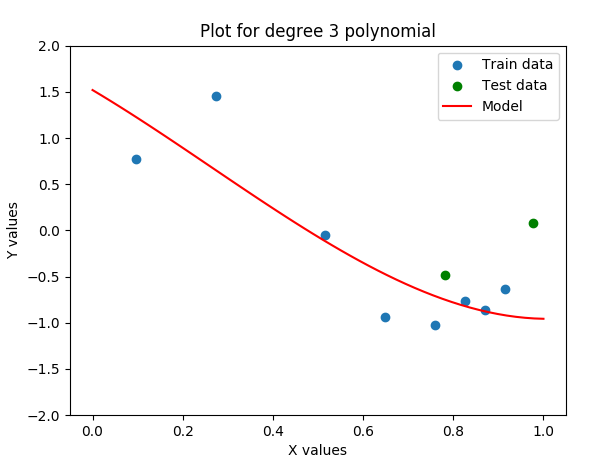 Plot for degree 3 polynomial
Train data
Test data
Model
2.0
1.5
1.0
0.5
0.0
−0.5
−1.0
−1.5
−2.0
Y values
0.0 0.2 0.4 0.6 0.8 1.0
X values